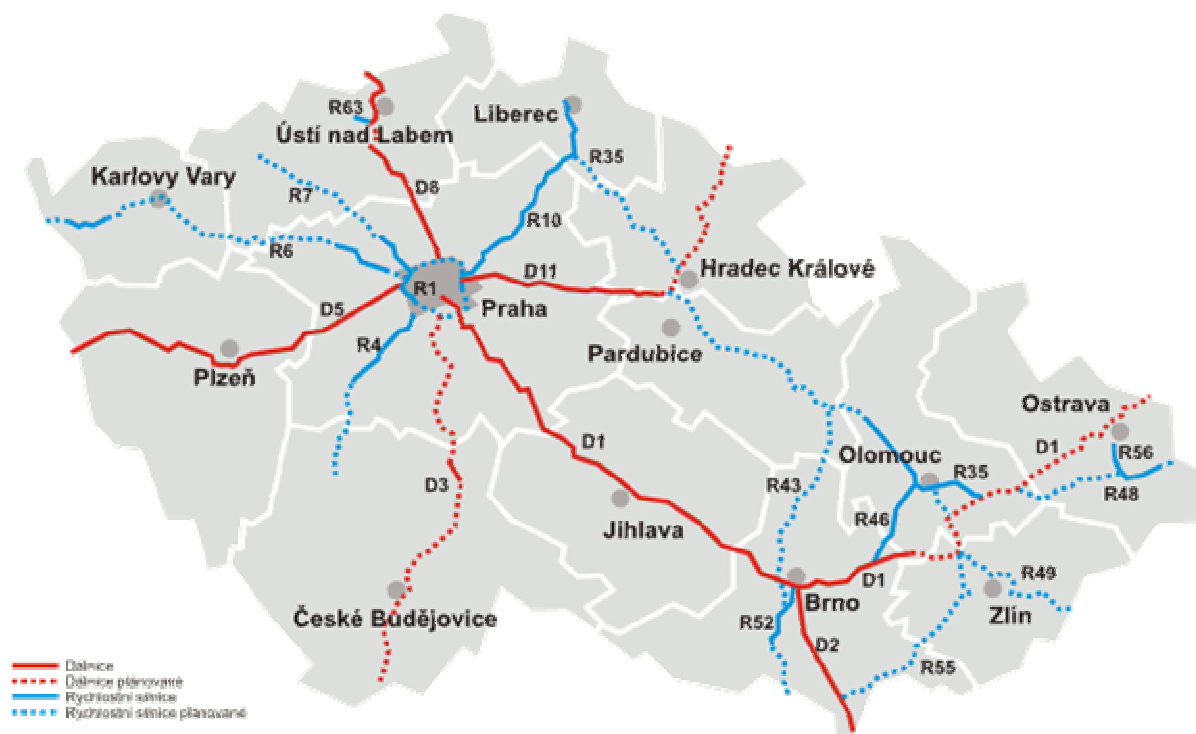 R63
Ústí nad Labem
Liberec
R35
Karlovy Vary
R7
D8
R10
R6
D11
Hradec Králové
R1
Praha
D5
R4
Pardubice
Plzeň
Ostrava
D1
D1
Olomouc
R56
R35
R48
D3
R43
R46
Jihlava
D1
R49
Brno
Zlín
R52
České Budějovice
D2
R55
Dálnice
Dálnice plánované
Rychlostní silnice
Rychlostní silnice plánované